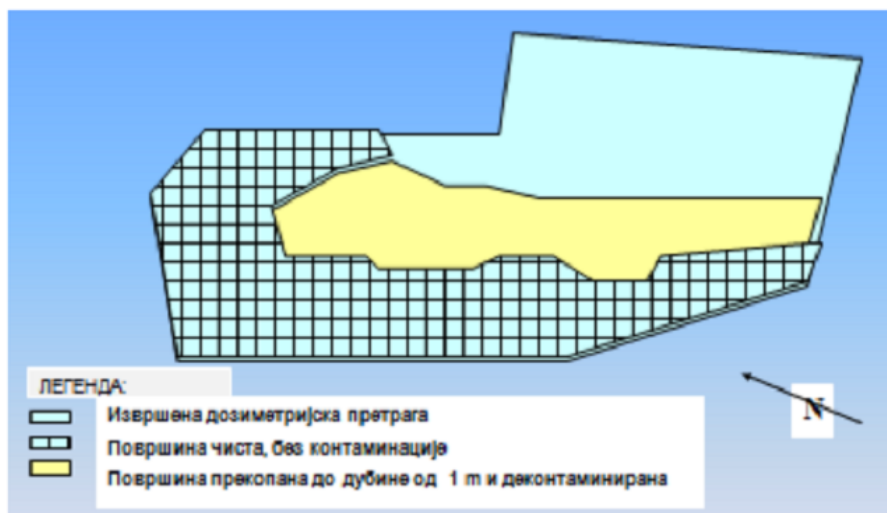 ЛЕГЕНДА:
Извршена дозиметријска претрага
Површина чиста, без контаминације
Површина прекопана до дубине од 1 m и деконтаминирана
N